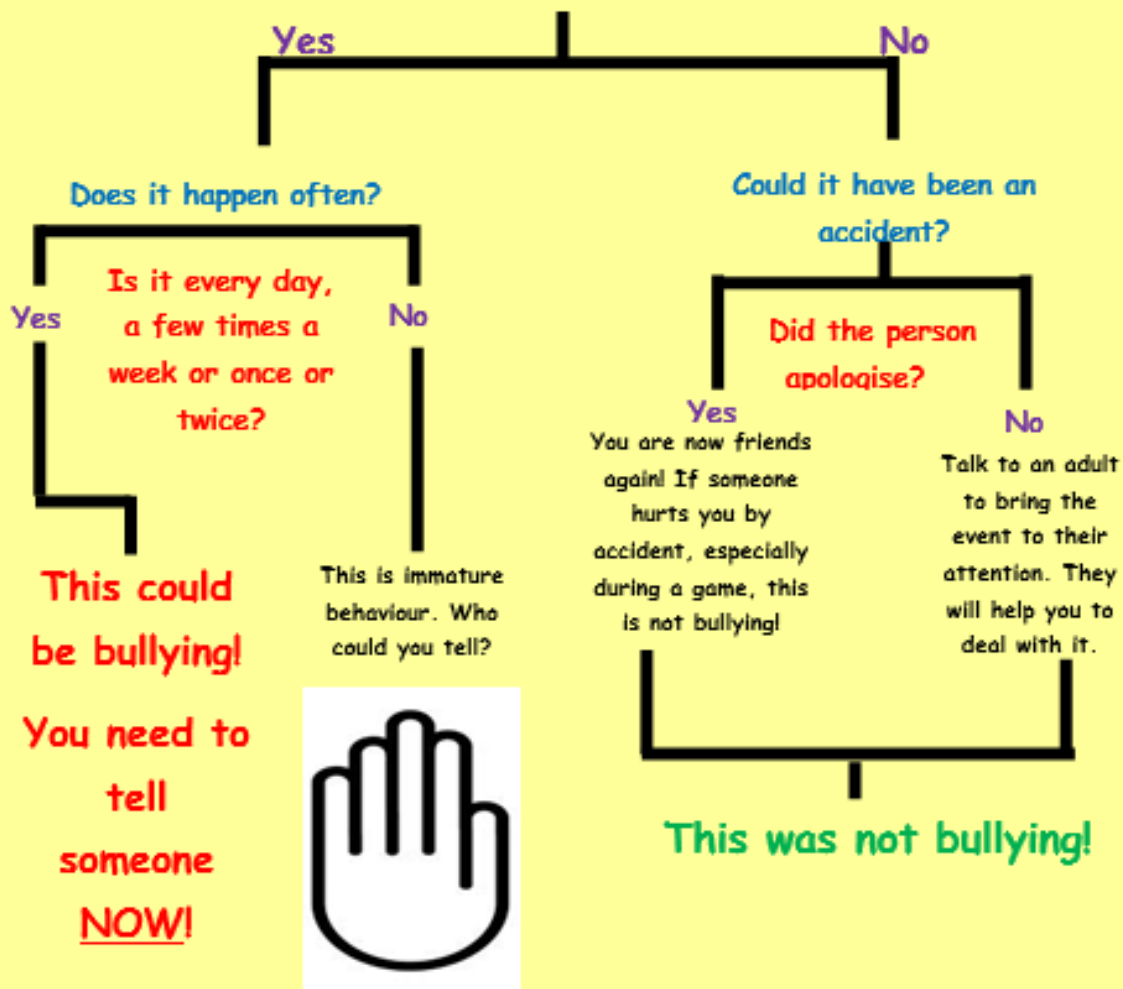 Yes
No
Does it happen often?
Could it have been an
accident?
Is it every day,
a few times a
week or once or
twice?
Yes
No
Did the person
apologise?
Yes
No
You are now friends
again! If someone
hurts you by
accident, especially
during a game, this
is not bullying!
Talk to an adult
to bring the
event to their
attention. They
will help you to
deal with it.
This could
be bullying!
You need to
tell
someone
NOW!
This is immature
behaviour. Who
could you tell?
This was not bullying!